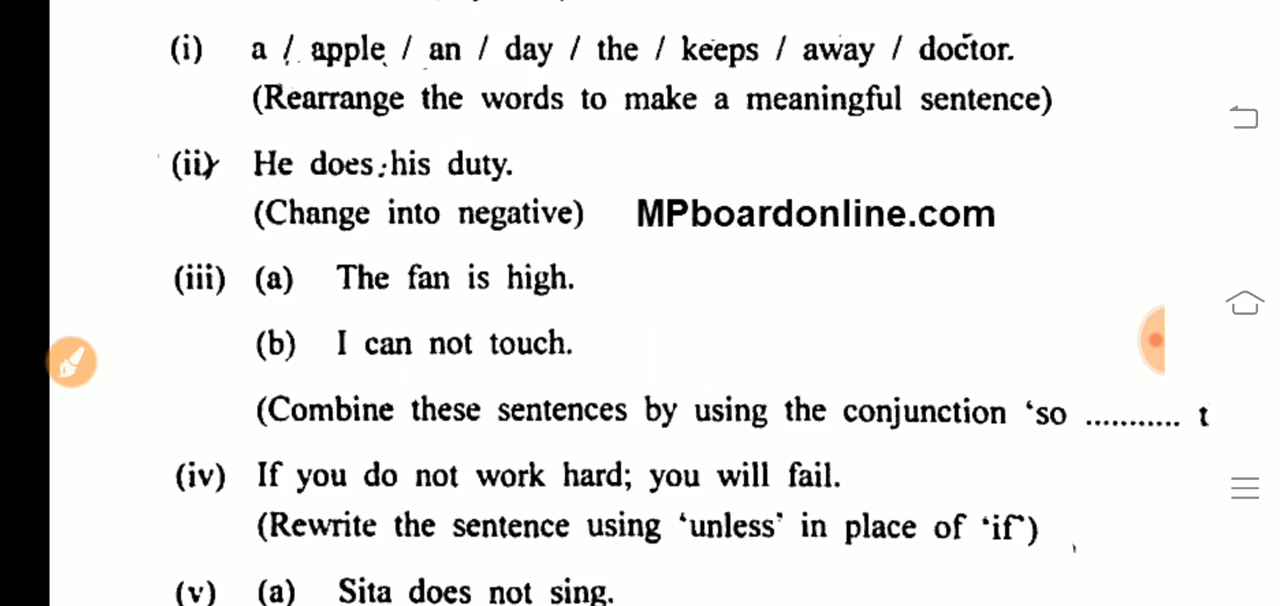 (i) a / apple / an / day / the / keeps / away / doctor.
(Rearrange the words to make a meaningful sentence)
(ii) He does his duty.
(Change into negative) MPboardonline.com
(iii) (a) The fan is high.
(b) I can not touch.
(Combine these sentences by using the conjunction ‘so ........... t
(iv) If you do not work hard; you will fail.
(Rewrite the sentence using ‘unless’ in place of ‘if’)
(v) (a) Sita does not sing.